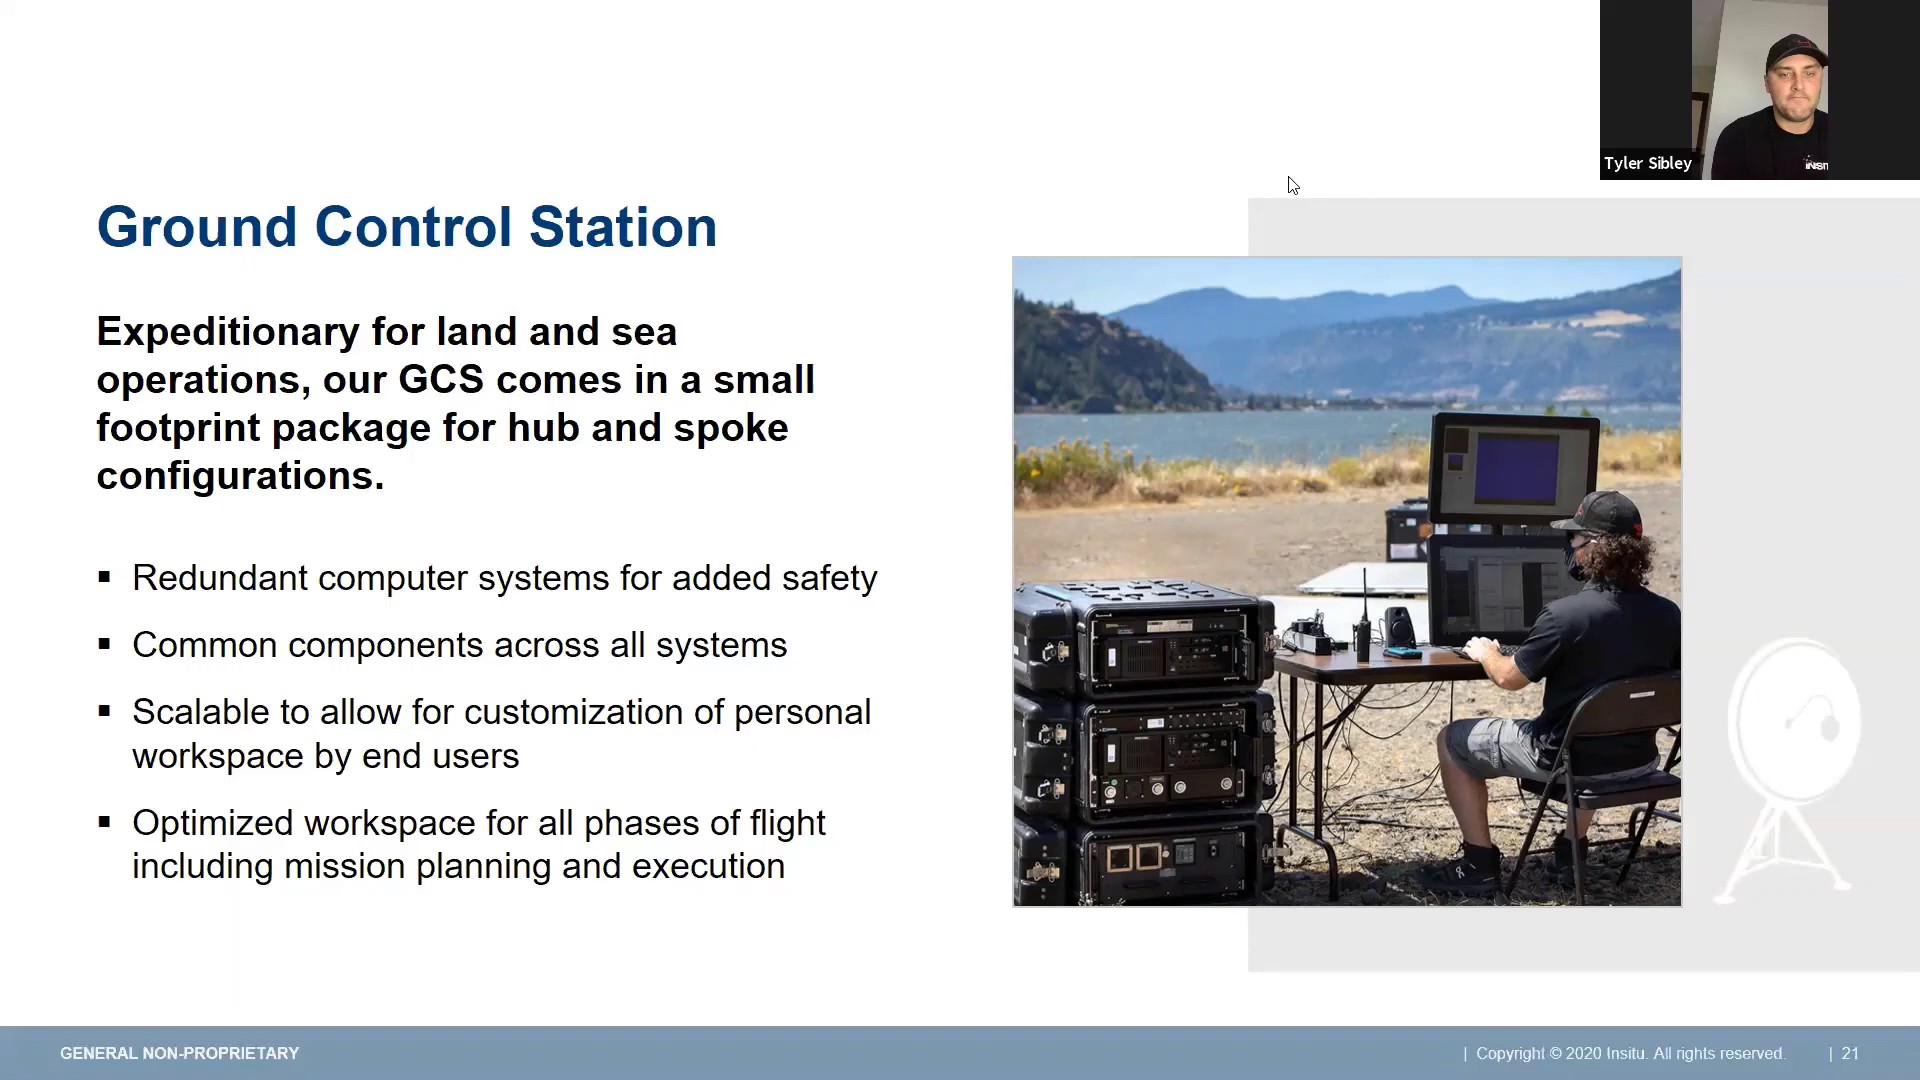 Tyler Sibley
Ground Control Station
Expeditionary for land and sea
operations, our GCS comes in a small
footprint package for hub and spoke
configurations.
▪ Redundant computer systems for added safety
▪ Common components across all systems
▪ Scalable to allow for customization of personal
workspace by end users
▪ Optimized workspace for all phases of flight
including mission planning and execution
GENERAL NON-PROPRIETARY
| Copyright © 2020 Insitu. All rights reserved. | 21